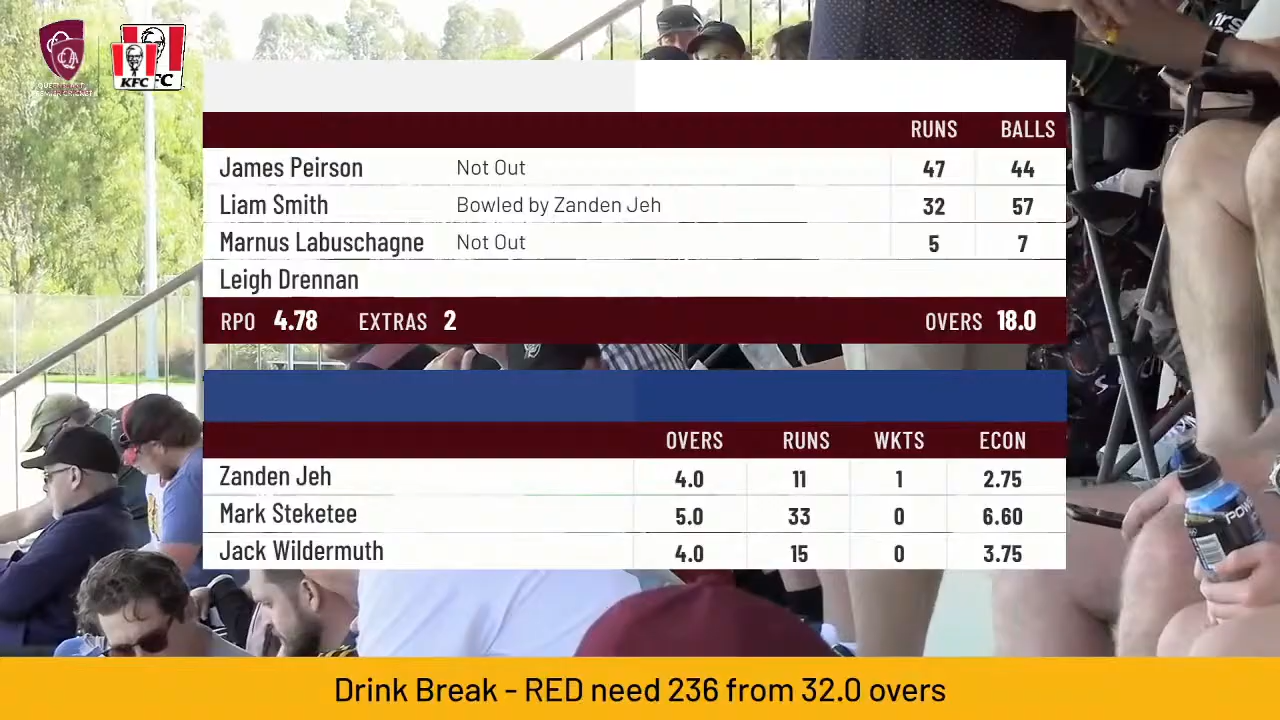 KFC
RUNS BALLS
James Peirson Not Out 47 44
Liam Smith Bowled by Zanden Jeh 32 57
Marnus Labuschagne Not Out 5 7
Leigh Drennan
RPO 4.78 EXTRAS 2 OVERS 18.0
OVERS RUNS WKTS ECON
Zanden Jeh 4.0 11 1 2.75
Mark Steketee 5.0 33 0 6.60
Jack Wildermuth 4.0 15 0 3.75
Drink Break - RED need 236 from 32.0 overs